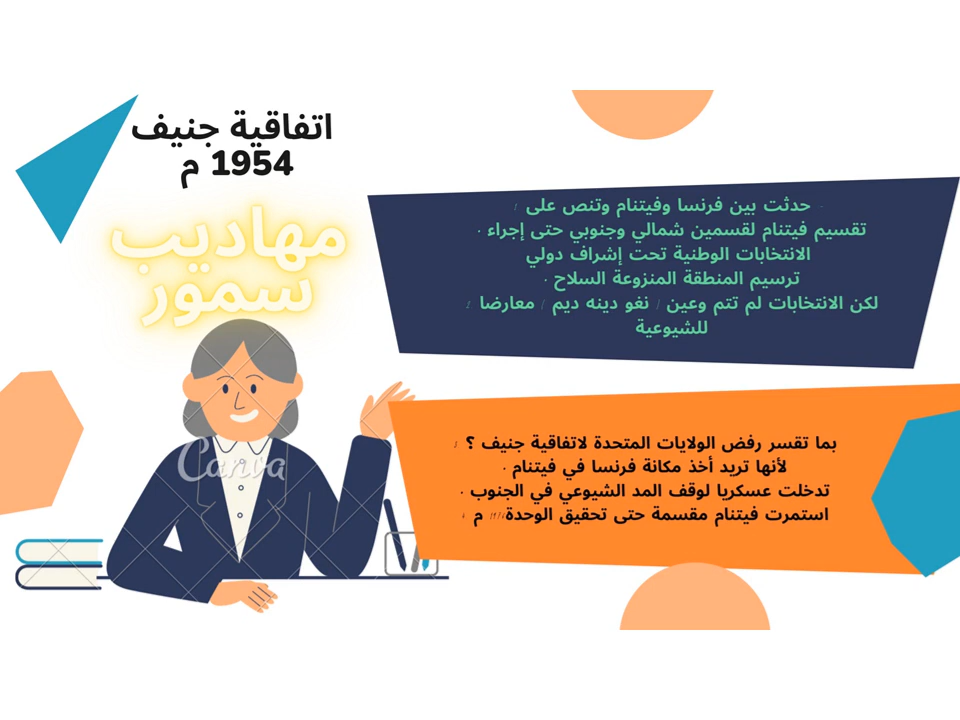 اتفاقية جنيف
1954 م
مهاديب
سمور
حدثت بين فرنسا وفيتنام وتنص على
تقسيم فيتنام لقسمين شمالي وجنوبي حتى إجراء
الانتخابات الوطنية تحت إشراف دولي
ترسيم المنطقة المنزوعة السلاح
لكن الانتخابات لم تتم وعين / نغو دينه ديم / معارضا
للشيوعية
بما تفسر رفض الولايات المتحدة لاتفاقية جنيف ؟
لأنها تريد أخذ مكانة فرنسا في فيتنام
تدخلت عسكريا لوقف المد الشيوعي في الجنوب
استمرت فيتنام مقسمة حتى تحقيق الوحدة م
Canva